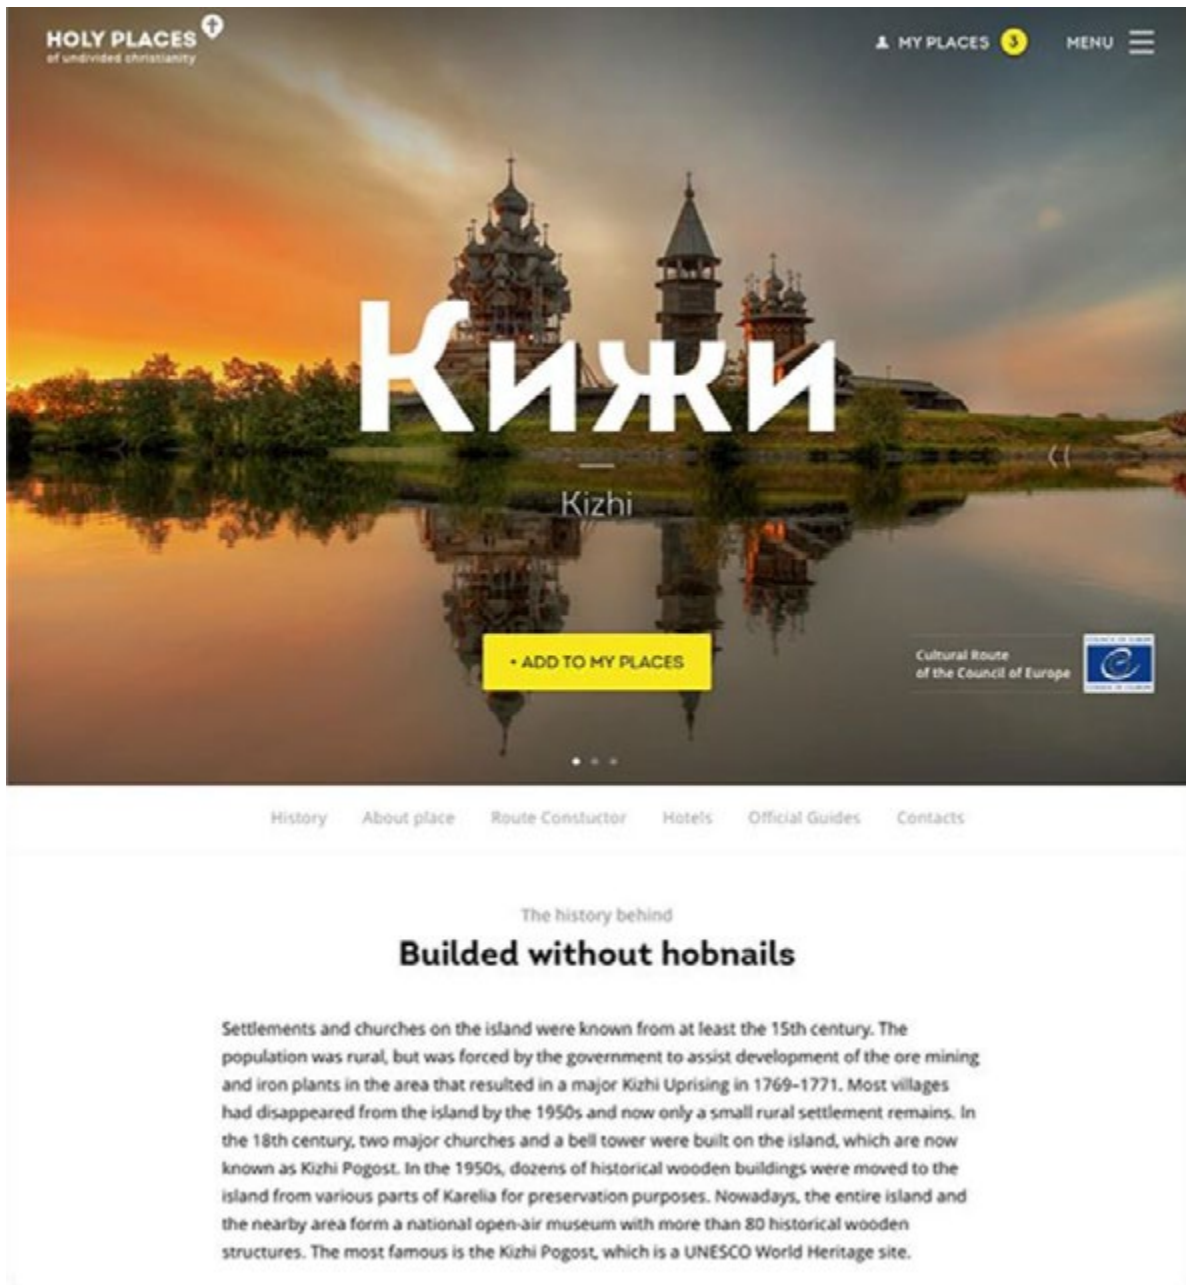 HOLY PLACES
of undivided christianity
MY PLACES 3
MENU
Кижи
Kizhi
+ ADD TO MY PLACES
Cultural Route
of the Council of Europe
History About place Route Constuctor Hotels Official Guides Contacts
The history behind
Builded without hobnails
Settlements and churches on the island were known from at least the 15th century. The
population was rural, but was forced by the government to assist development of the ore mining
and iron plants in the area that resulted in a major Kizhi Uprising in 1769–1771. Most villages
had disappeared from the island by the 1950s and now only a small rural settlement remains. In
the 18th century, two major churches and a bell tower were built on the island, which are now
known as Kizhi Pogost. In the 1950s, dozens of historical wooden buildings were moved to the
island from various parts of Karelia for preservation purposes. Nowadays, the entire island and
the nearby area form a national open-air museum with more than 80 historical wooden
structures. The most famous is the Kizhi Pogost, which is a UNESCO World Heritage site.